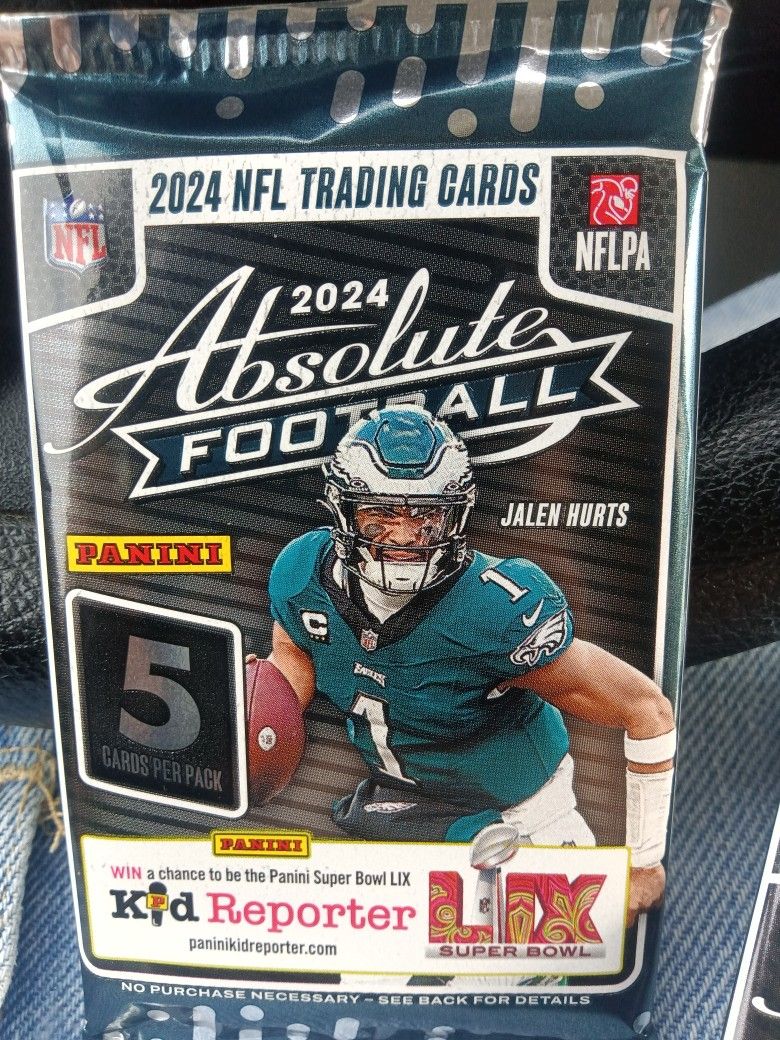 2024 NFL TRADING CARDS
NFL
NFLPA
2024
Absolute
FOOTBALL
JALEN HURTS
PANINI
C
1
EAGLES
1
5
CARDS PER PACK
PANINI
WIN a chance to be the Panini Super Bowl LIX
Kid Reporter
paninikidreporter.com
LIX
SUPER BOWL
NO PURCHASE NECESSARY – SEE BACK FOR DETAILS